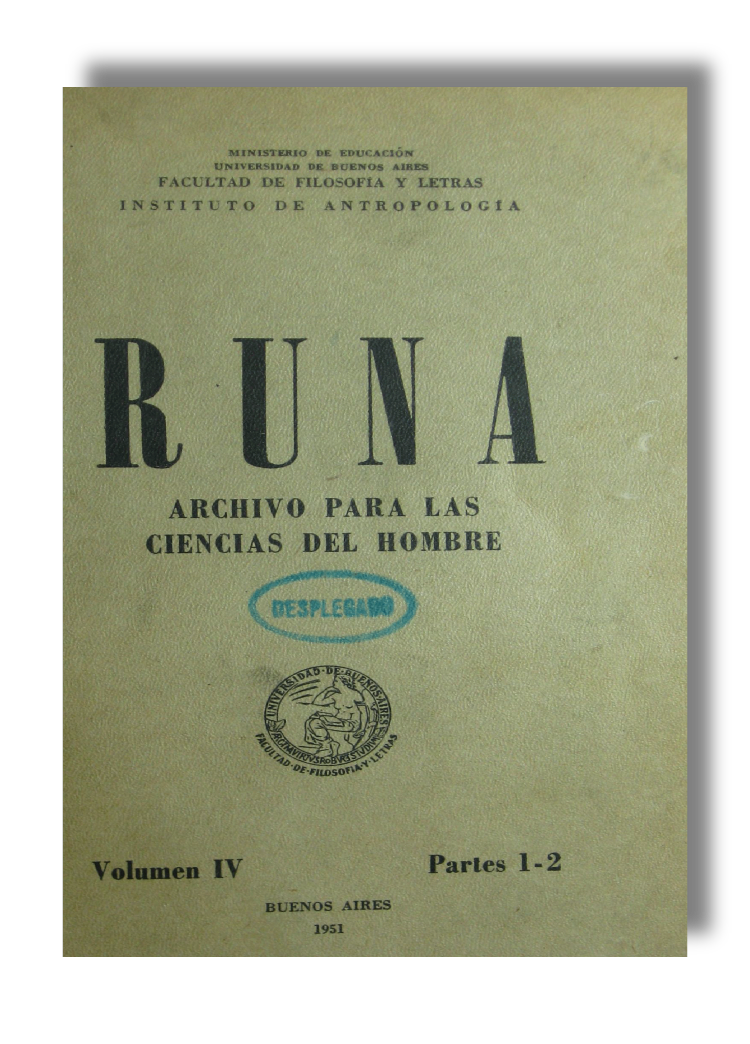 MINISTERIO DE EDUCACIÓN
UNIVERSIDAD DE BUENOS AIRES
FACULTAD DE FILOSOFÍA Y LETRAS
INSTITUTO DE ANTROPOLOGÍA
RUNA
ARCHIVO PARA LAS
CIENCIAS DEL HOMBRE
DESPLEGADO
UNIVERSIDAD·DE·BUENOS·AIRES
FACULTAD·DE·FILOSOFIA·Y·LETRAS
Volumen IV Partes 1-2
BUENOS AIRES
1951